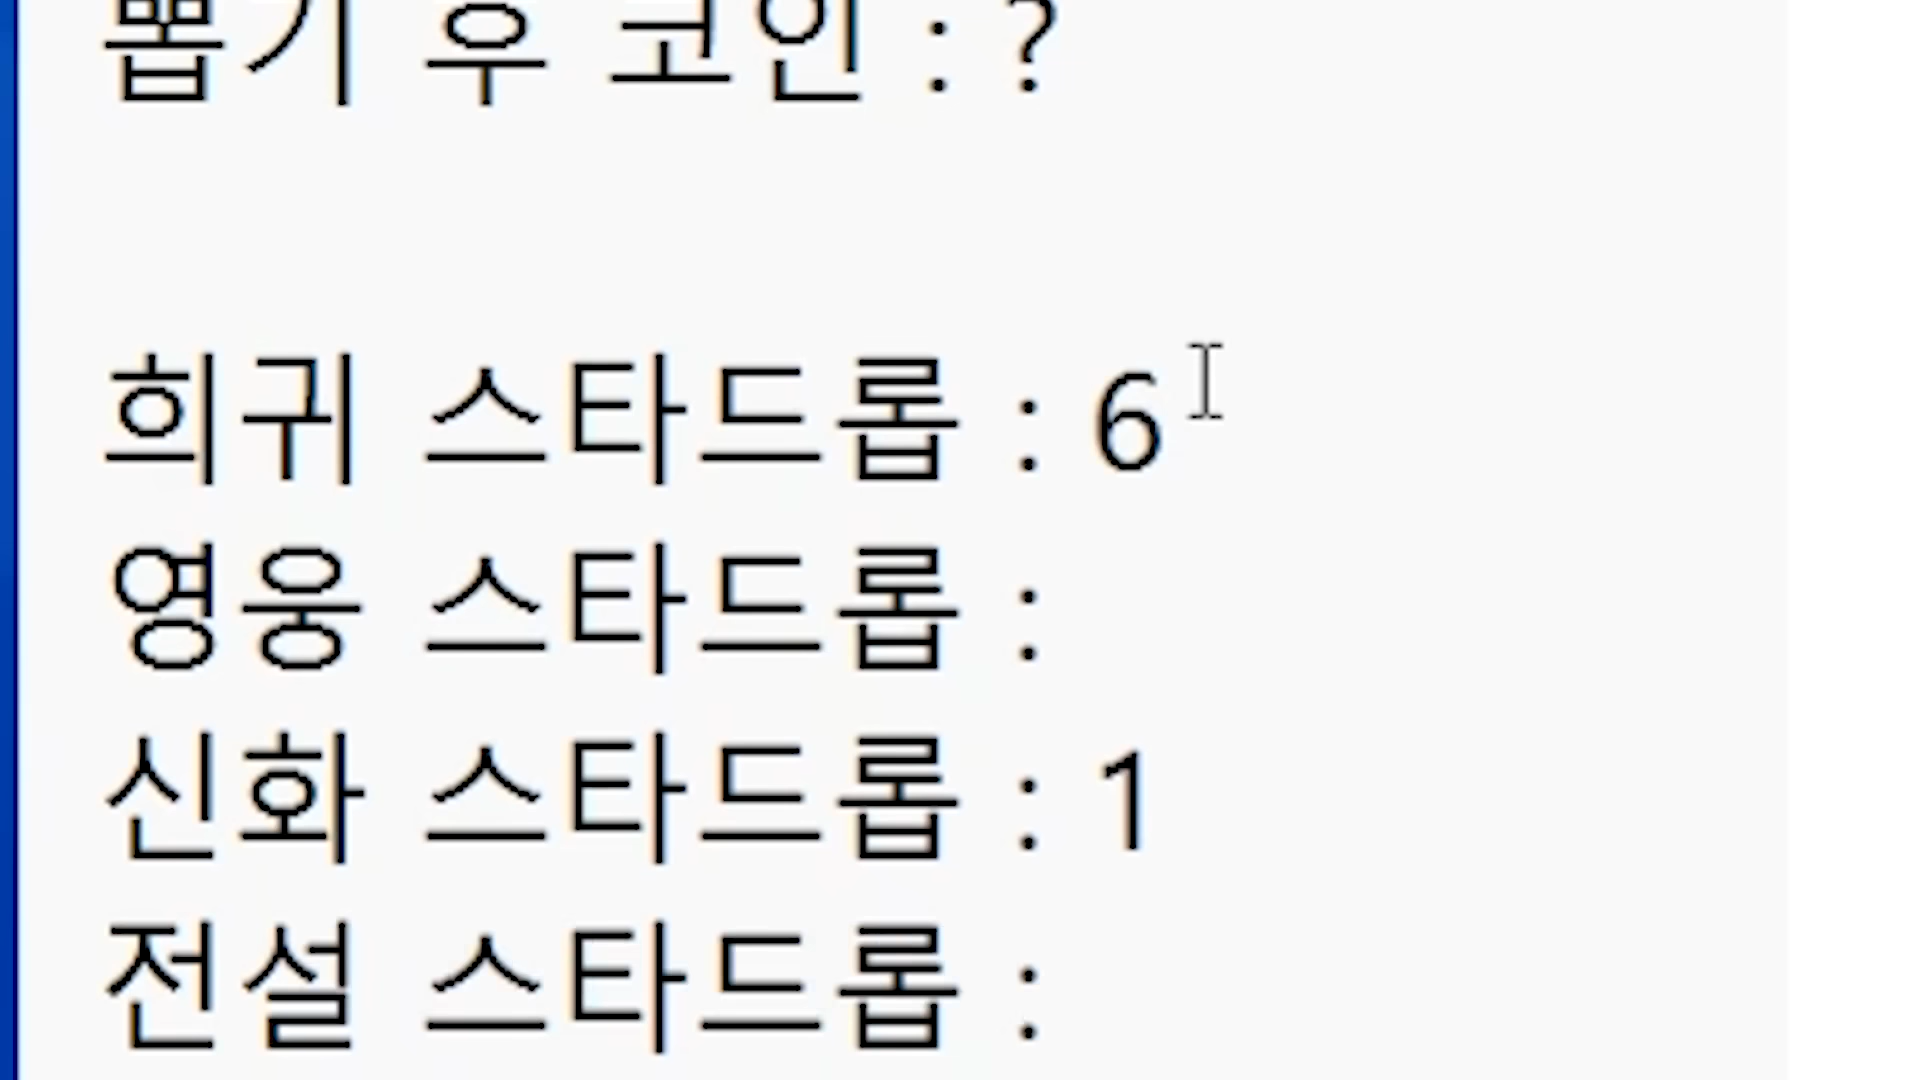 뽑기 후 코인 : ?
희귀 스타드롭 : 6
영웅 스타드롭 :
신화 스타드롭 : 1
전설 스타드롭 :